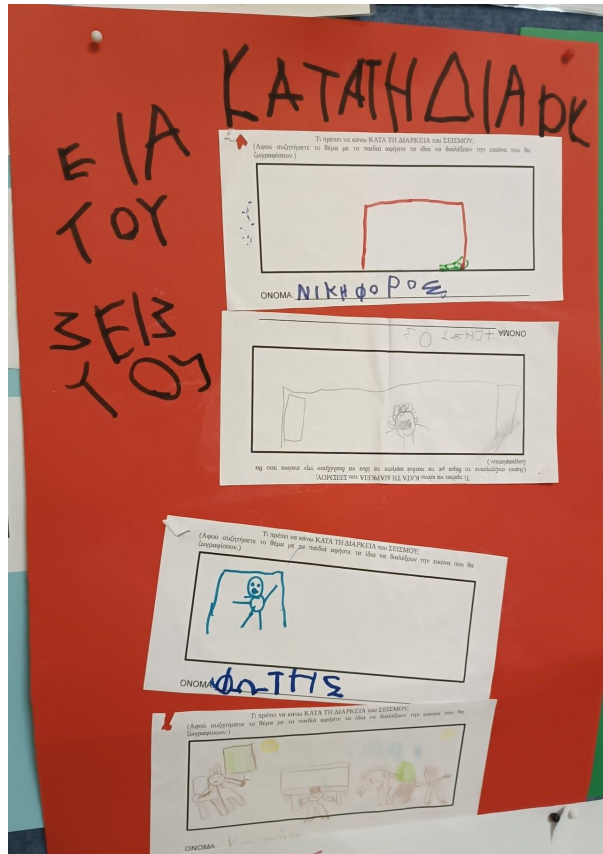 ΚΑΤΑΤΗΔΙΑΡΚ
ΕΙΑ
ΤΟΥ
ΣΕΙΣ
ΤΟΥ
Τι πρέπει να κάνω ΚΑΤΑ ΤΗ ΔΙΑΡΚΕΙΑ του ΣΕΙΣΜΟΥ;
(Αφού συζητήσετε το θέμα με τα παιδιά αφήστε τα ίδια να διαλέξουν την εικόνα που θα
ζωγραφίσουν.)
ΟΝΟΜΑ: ΝΙΚΗΦΟΡΟΣ
Τι πρέπει να κάνω ΚΑΤΑ ΤΗ ΔΙΑΡΚΕΙΑ του ΣΕΙΣΜΟΥ;
(Αφού συζητήσετε το θέμα με τα παιδιά αφήστε τα ίδια να διαλέξουν την εικόνα που θα
ζωγραφίσουν.)
ΟΝΟΜΑ
Τι πρέπει να κάνω ΚΑΤΑ ΤΗ ΔΙΑΡΚΕΙΑ του ΣΕΙΣΜΟΥ;
(Αφού συζητήσετε το θέμα με τα παιδιά αφήστε τα ίδια να διαλέξουν την εικόνα που θα
ζωγραφίσουν.)
ΟΝΟΜΑ ΦΩΤΗΣ
Τι πρέπει να κάνω ΚΑΤΑ ΤΗ ΔΙΑΡΚΕΙΑ του ΣΕΙΣΜΟΥ;
(Αφού συζητήσετε το θέμα με τα παιδιά αφήστε τα ίδια να διαλέξουν την εικόνα που θα
ζωγραφίσουν.)
ΟΝΟΜΑ